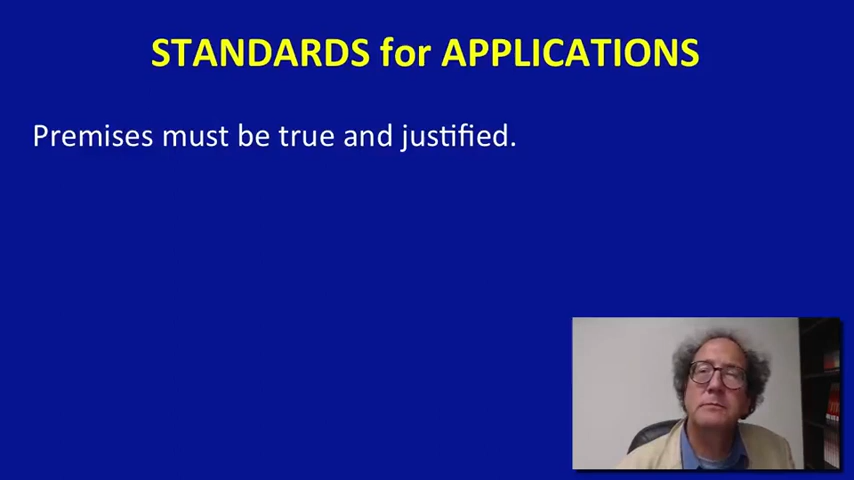 STANDARDS for APPLICATIONS
Premises must be true and justified.